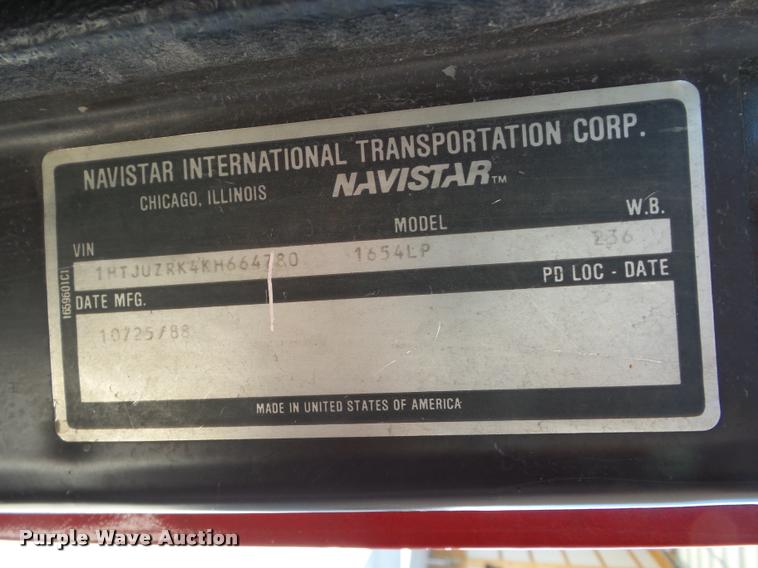 NAVISTAR INTERNATIONAL TRANSPORTATION CORP.
CHICAGO, ILLINOIS NAVISTAR™
VIN MODEL W.B.
1HTJUZRK4KH664780 1654LP 236
DATE MFG. PD LOC - DATE
10/25/88
1659601C1
MADE IN UNITED STATES OF AMERICA
Purple Wave Auction